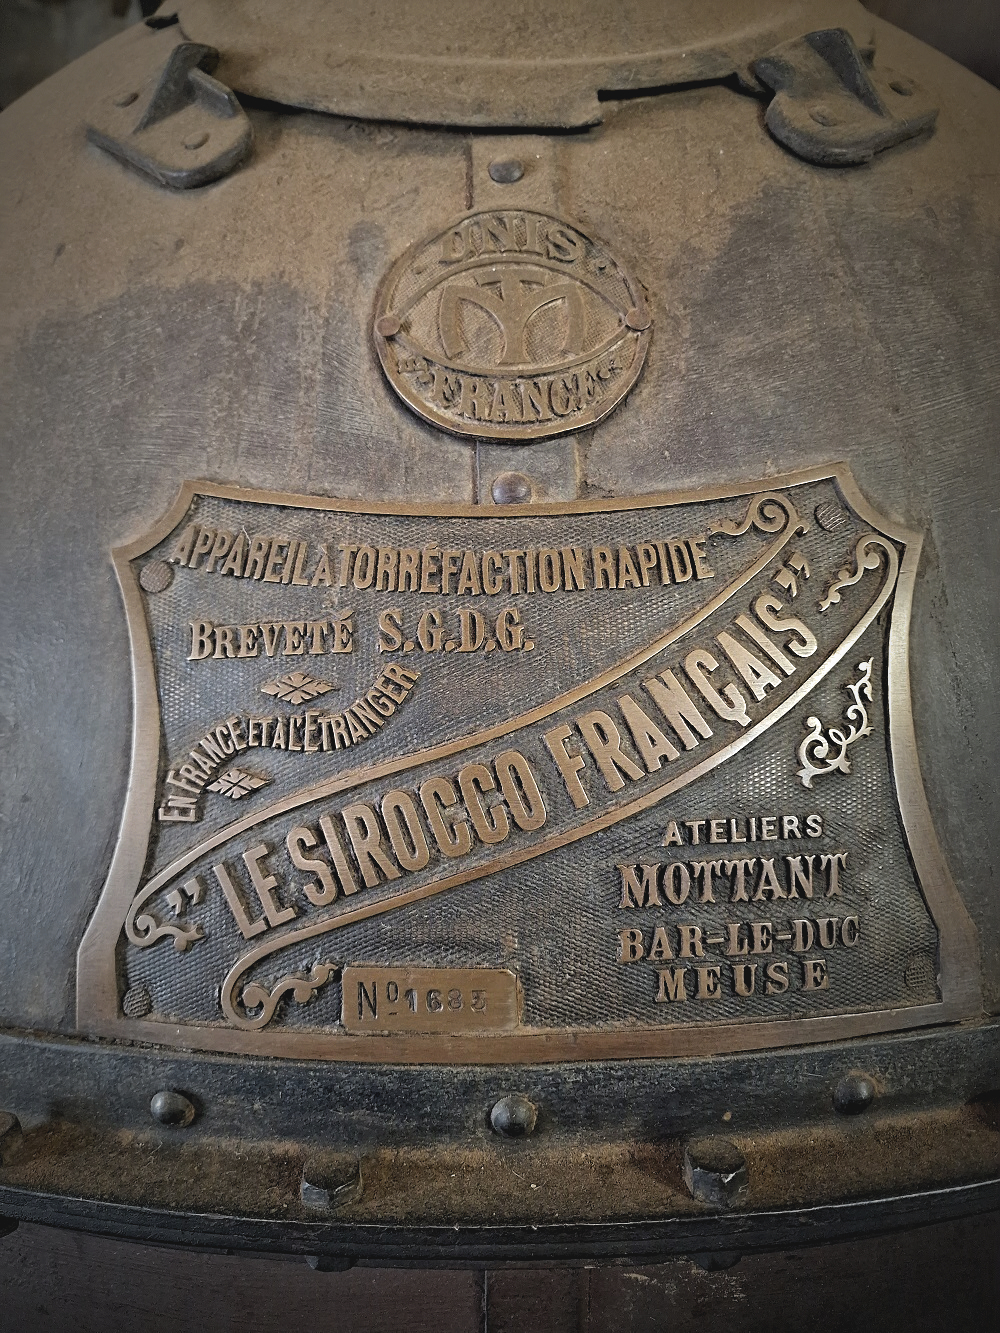 UNIS
FRANCE
APPAREIL À TORRÉFACTION RAPIDE
BREVETÉ S.G.D.G.
EN FRANCE ET À L'ÉTRANGER
"LE SIROCCO FRANÇAIS"
ATELIERS
MOTTANT
BAR-LE-DUC
MEUSE
No